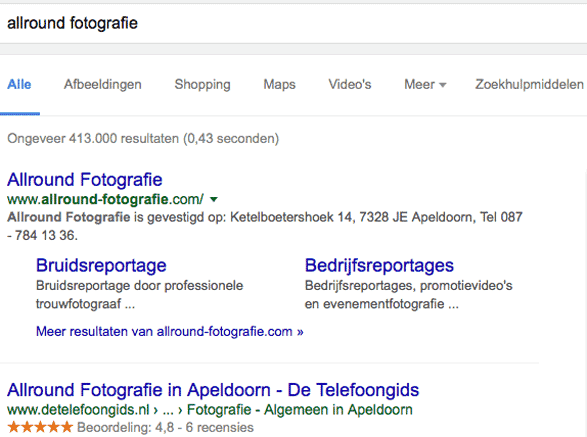 allround fotografie
Alle Afbeeldingen Shopping Maps Video's Meer Zoekhulpmiddelen
Ongeveer 413.000 resultaten (0,43 seconden)
Allround Fotografie
www.allround-fotografie.com/
Allround Fotografie is gevestigd op: Ketelboetershoek 14, 7328 JE Apeldoorn, Tel 087
- 784 13 36.
Bruidsreportage
Bruidsreportage door professionele
trouwfotograaf ...
Bedrijfsreportages
Bedrijfsreportages, promotievideo's
en evenementfotografie ...
Meer resultaten van allround-fotografie.com »
Allround Fotografie in Apeldoorn - De Telefoongids
www.detelefoongids.nl › ... › Fotografie - Algemeen in Apeldoorn
Beoordeling: 4,8 - 6 recensies